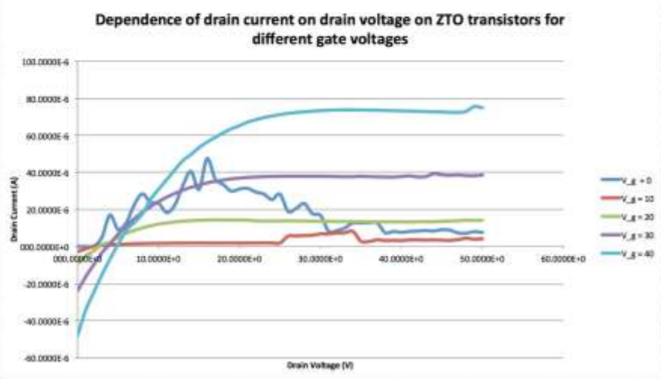 Dependence of drain current on drain voltage on ZTO transistors for
different gate voltages
100.0000E-6
80.0000E-6
60.0000E-6
40.0000E-6
20.0000E-6
000.0000E+0
-20.0000E-6
-40.0000E-6
-60.0000E-6
000.0000E+0
10.0000E+0
20.0000E+0
30.0000E+0
40.0000E+0
50.0000E+0
60.0000E+0
Drain Current (A)
Drain Voltage (V)
V_g = 0
V_g = 10
V_g = 20
V_g = 30
V_g = 40